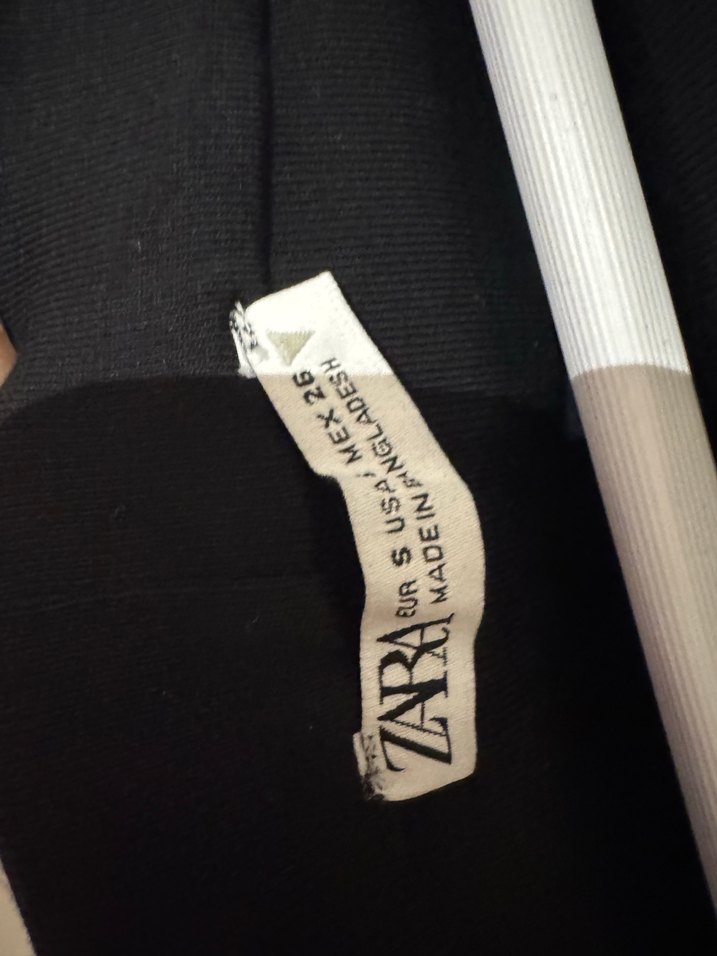 ZARA
EUR S USA/ MEX 26
MADE IN BANGLADESH